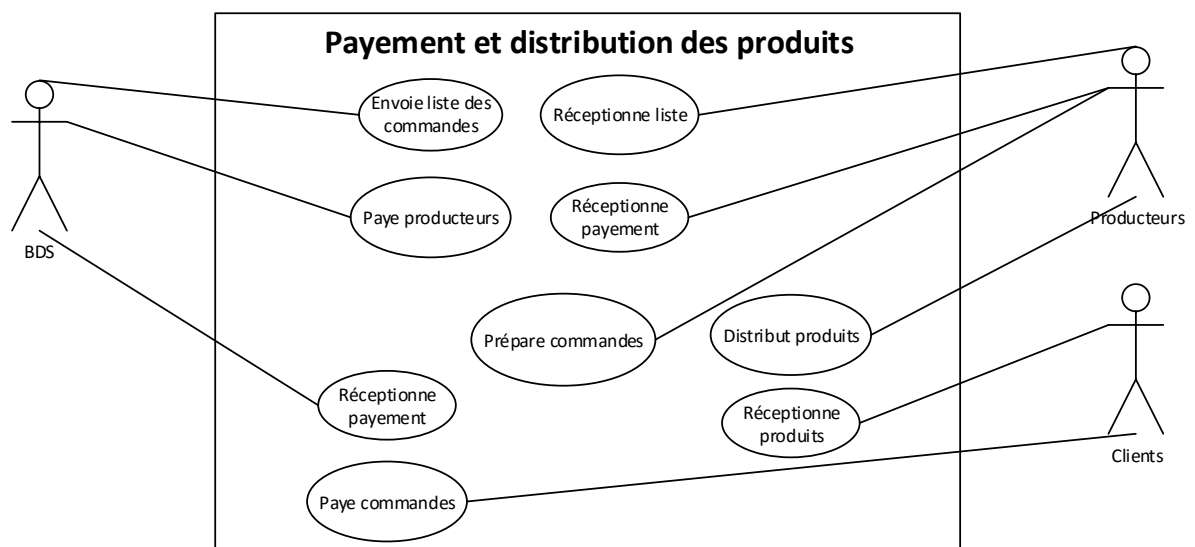 Payement et distribution des produits
Envoie liste des
commandes
Réceptionne liste
Paye producteurs
Réceptionne
payement
BDS
Producteurs
Prépare commandes
Distribut produits
Réceptionne
payement
Réceptionne
produits
Clients
Paye commandes